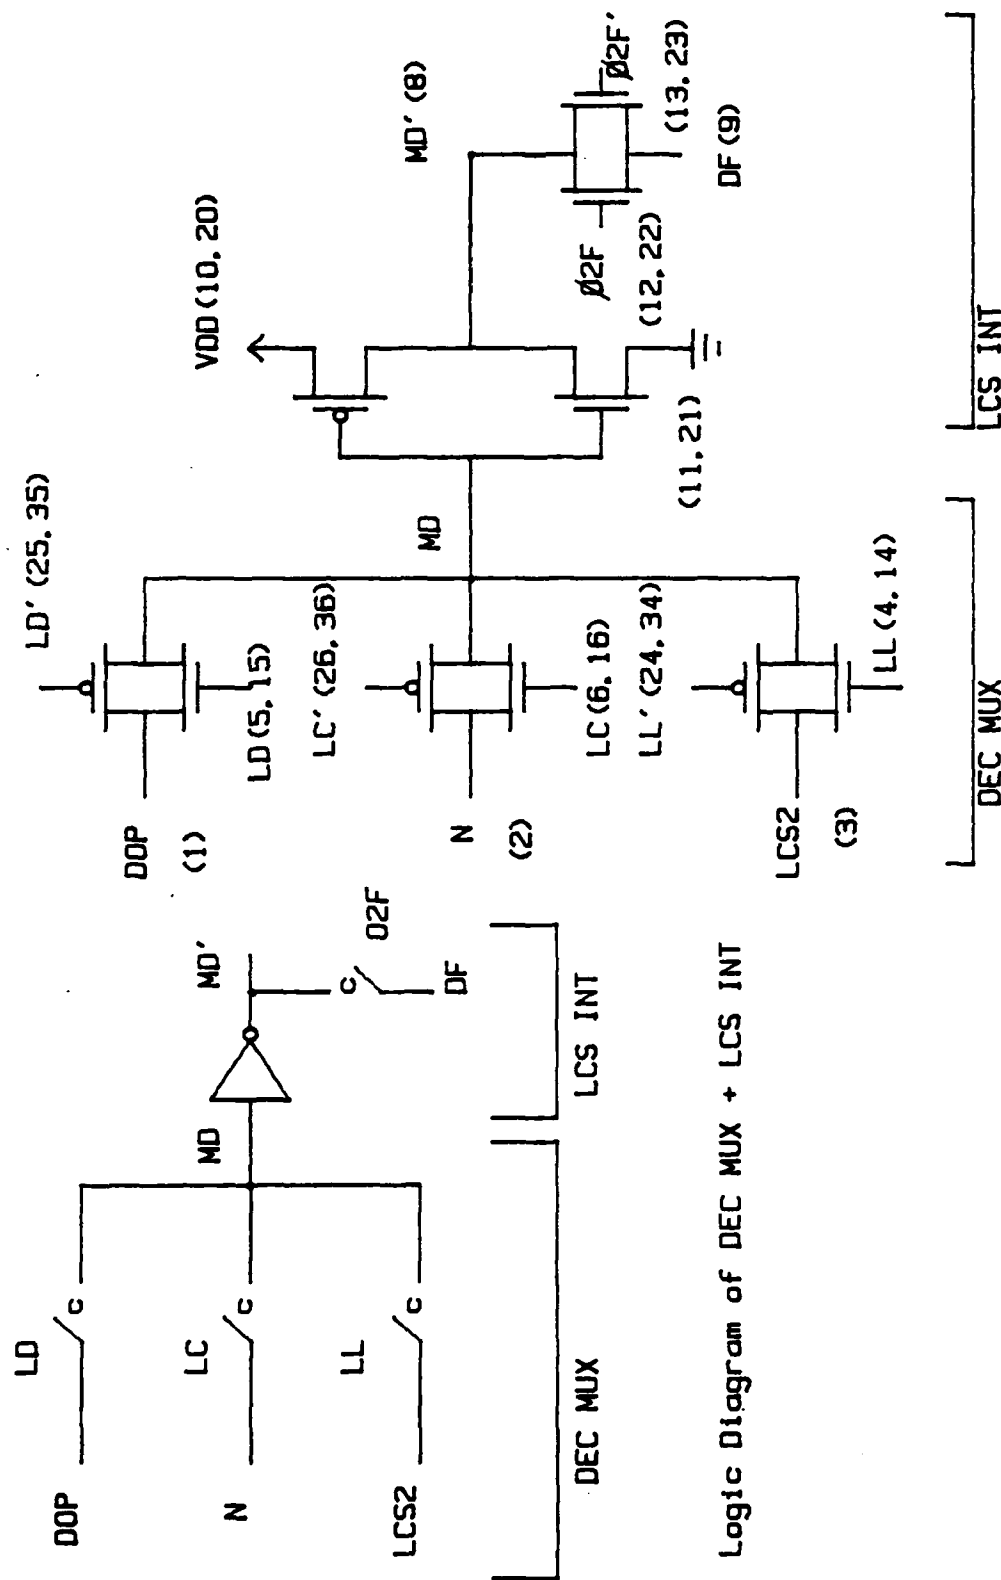 LD
DOP
LC
N
LL
LCS2
MD
MD'
c
c
c
c
O2F
DF
DEC MUX
LCS INT
Logic Diagram of DEC MUX + LCS INT
LD' (25, 35)
DOP
(1)
LD (5, 15)
LC' (26, 36)
N
(2)
LC (6, 16)
LL' (24, 34)
LCS2
(3)
LL (4, 14)
MD
VDD (10, 20)
(11, 21)
MD' (8)
Ø2F
(12, 22)
Ø2F'
(13, 23)
DF (9)
DEC MUX
LCS INT